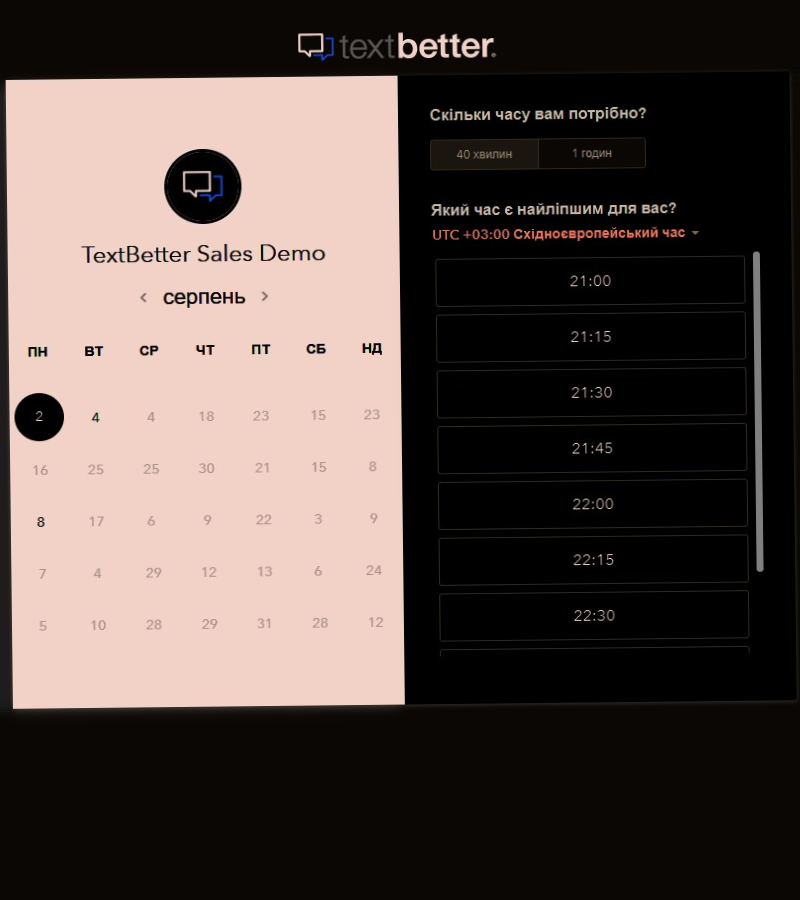 textbetter.
TextBetter Sales Demo
серпень
ПН ВТ СР ЧТ ПТ СБ НД
2 4 4 18 23 15 23
16 25 25 30 21 15 8
8 17 6 9 22 3 9
7 4 29 12 13 6 24
5 10 28 29 31 28 12
Скільки часу вам потрібно?
40 хвилин 1 годин
Який час є найліпшим для вас?
UTC +03:00 Східноєвропейський час
21:00
21:15
21:30
21:45
22:00
22:15
22:30